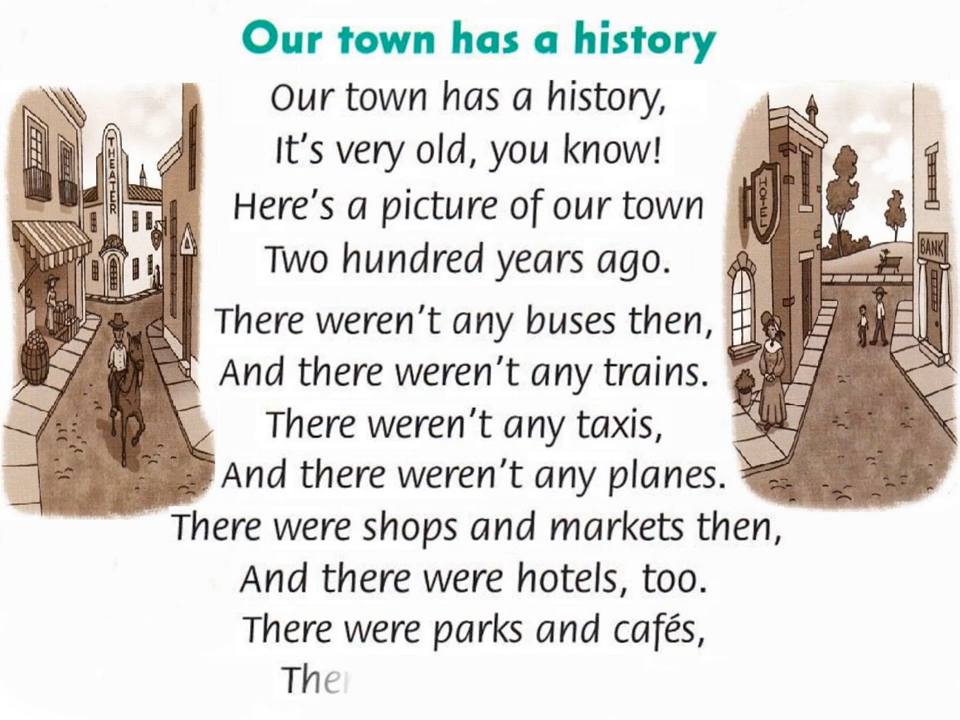 Our town has a history
Our town has a history,
It's very old, you know!
Here's a picture of our town
Two hundred years ago.
There weren't any buses then,
And there weren't any trains.
There weren't any taxis,
And there weren't any planes.
There were shops and markets then,
And there were hotels, too.
There were parks and cafés,
The
THEATER
HOTEL
BANK